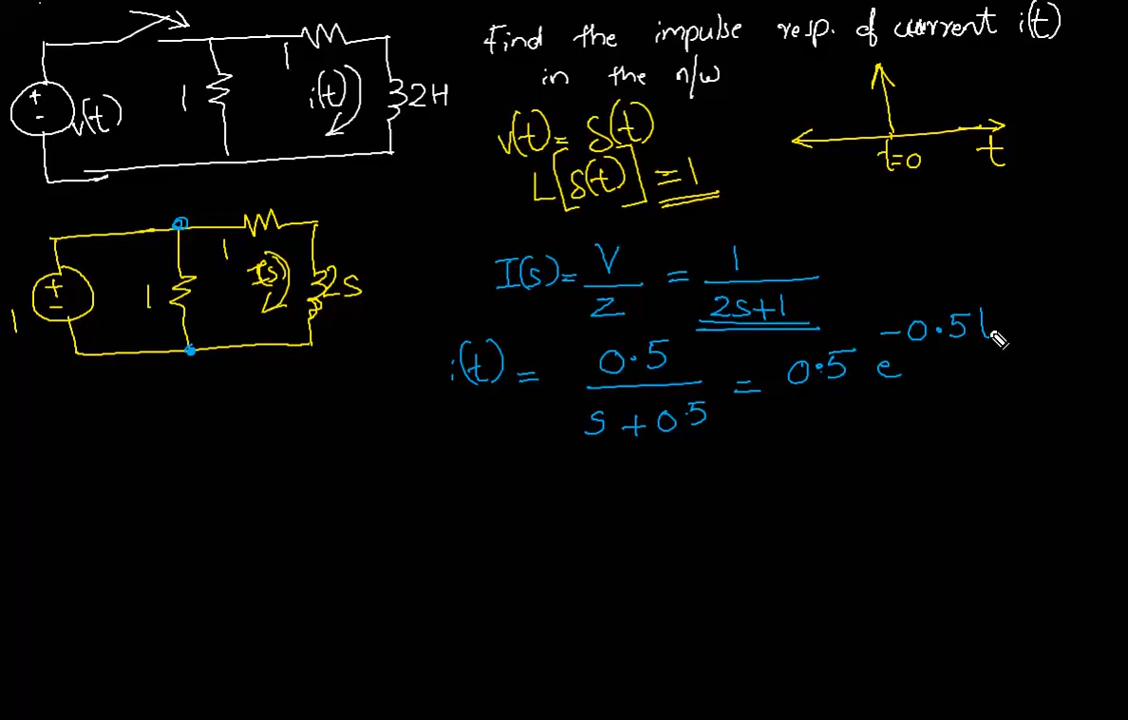 Find the impulse resp. of current i(t)
in the n/w
+
-
v(t)
1
1
i(t)
2H
v(t) = δ(t)
L[δ(t)] = 1
t=0
t
1
+
-
1
1
I(s)
2s
I(s) = V/Z = 1/(2s+1)
i(t) = 0.5/(s+0.5) = 0.5 e^-0.5